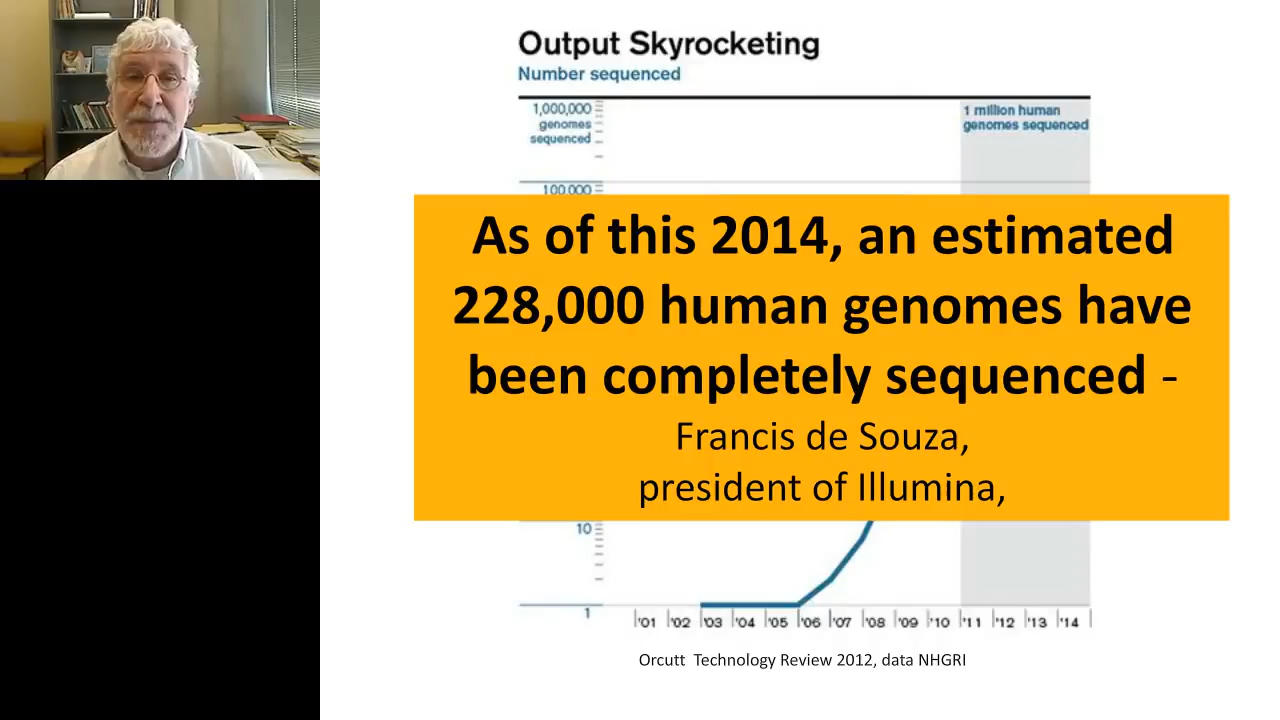 Output Skyrocketing
Number sequenced
1,000,000
genomes
sequenced
1 million human
genomes sequenced
100,000
As of this 2014, an estimated
228,000 human genomes have
been completely sequenced -
Francis de Souza,
president of Illumina,
10
1
'01 '02 '03 '04 '05 '06 '07 '08 '09 '10 '11 '12 '13 '14
Orcutt Technology Review 2012, data NHGRI